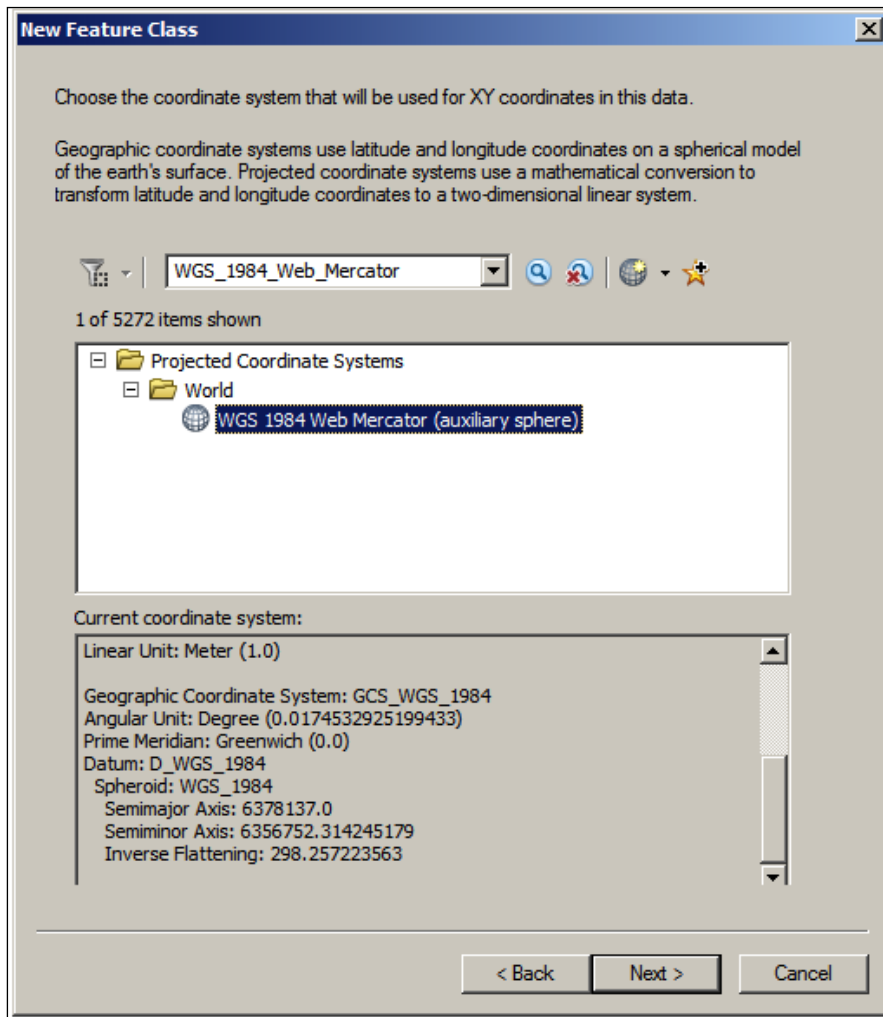 New Feature Class
Choose the coordinate system that will be used for XY coordinates in this data.
Geographic coordinate systems use latitude and longitude coordinates on a spherical model
of the earth's surface. Projected coordinate systems use a mathematical conversion to
transform latitude and longitude coordinates to a two-dimensional linear system.
WGS_1984_Web_Mercator
1 of 5272 items shown
Projected Coordinate Systems
World
WGS 1984 Web Mercator (auxiliary sphere)
Current coordinate system:
Linear Unit: Meter (1.0)
Geographic Coordinate System: GCS_WGS_1984
Angular Unit: Degree (0.0174532925199433)
Prime Meridian: Greenwich (0.0)
Datum: D_WGS_1984
Spheroid: WGS_1984
Semimajor Axis: 6378137.0
Semiminor Axis: 6356752.314245179
Inverse Flattening: 298.257223563
< Back Next > Cancel